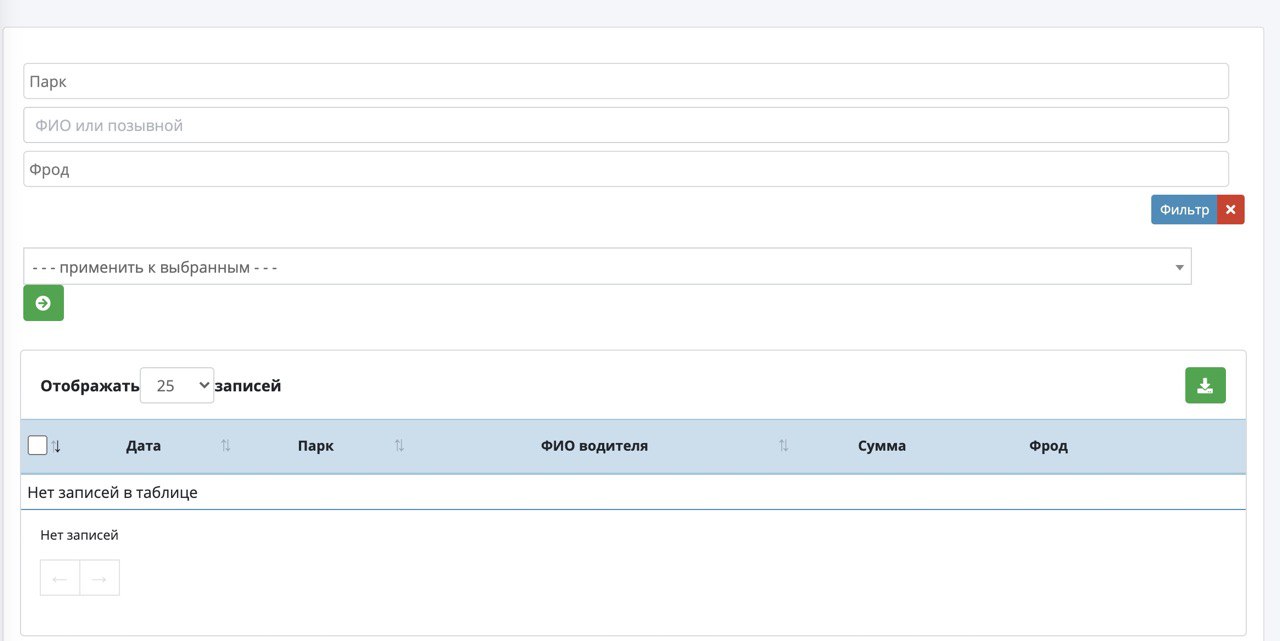 Парк
ФИО или позывной
Фрод
Фильтр
- - - применить к выбранным - - -
Отображать 25 записей
Дата Парк ФИО водителя Сумма Фрод
Нет записей в таблице
Нет записей
← →